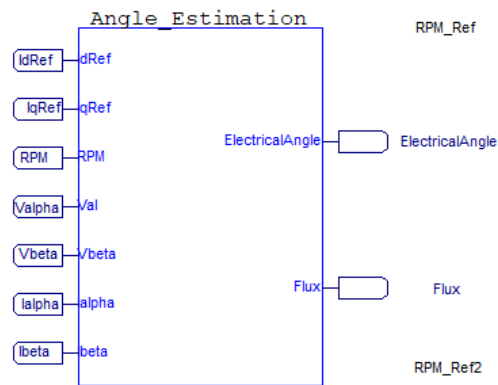 Angle_Estimation
RPM_Ref
IdRef dRef
IqRef qRef
ElectricalAngle ElectricalAngle
RPM RPM
Valpha Val
Vbeta Vbeta
Flux Flux
Ialpha alpha
Ibeta beta
RPM_Ref2